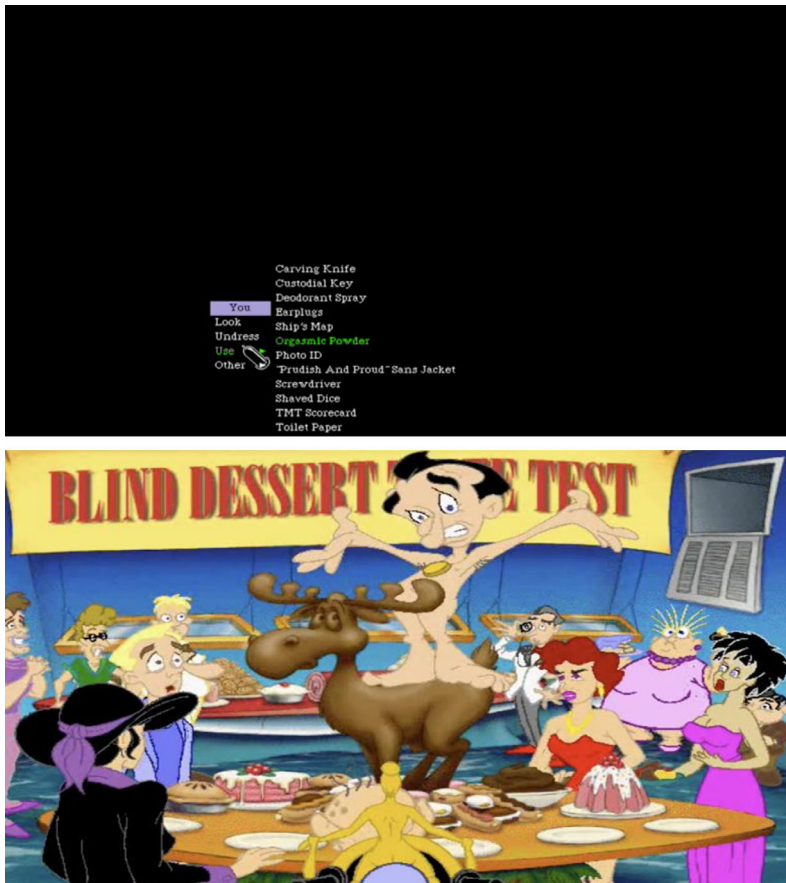 Carving Knife
Custodial Key
Deodorant Spray
You
Earplugs
Look
Ship's Map
Undress
Orgasmic Powder
Use
Photo ID
Other
"Prudish And Proud" Sans Jacket
Screwdriver
Shaved Dice
TMT Scorecard
Toilet Paper
BLIND DESSERT TEST